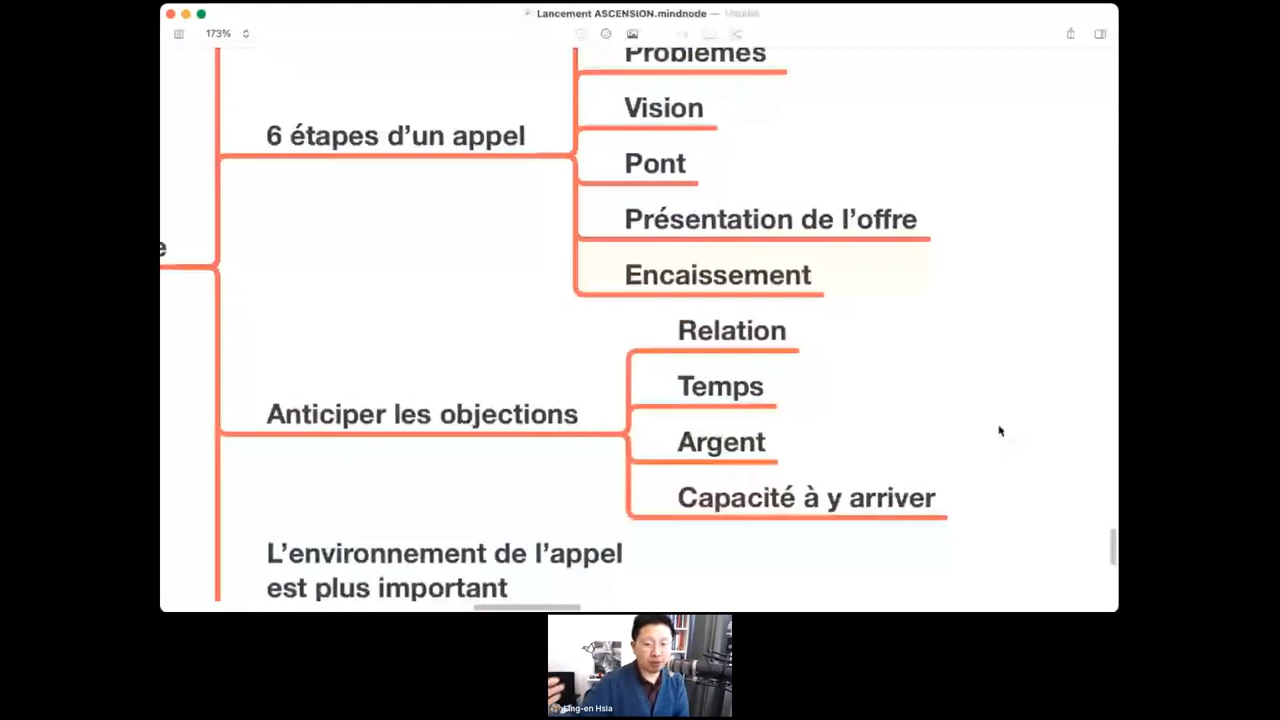 Lancement ASCENSION.mindnode —
173%
Problèmes
Vision
6 étapes d’un appel
Pont
Présentation de l’offre
e
Encaissement
Relation
Temps
Anticiper les objections
Argent
Capacité à y arriver
L’environnement de l’appel
est plus important
Ling-en Hsia